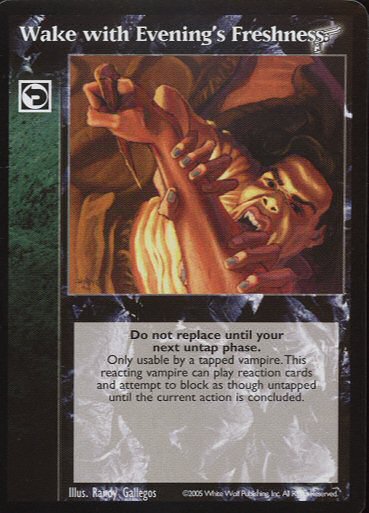 Wake with Evening's Freshness
Do not replace until your
next untap phase.
Only usable by a tapped vampire. This
reacting vampire can play reaction cards
and attempt to block as though untapped
until the current action is concluded.
Illus. Randy Gallegos ©2005 White Wolf Publishing, Inc. All Rights Reserved.